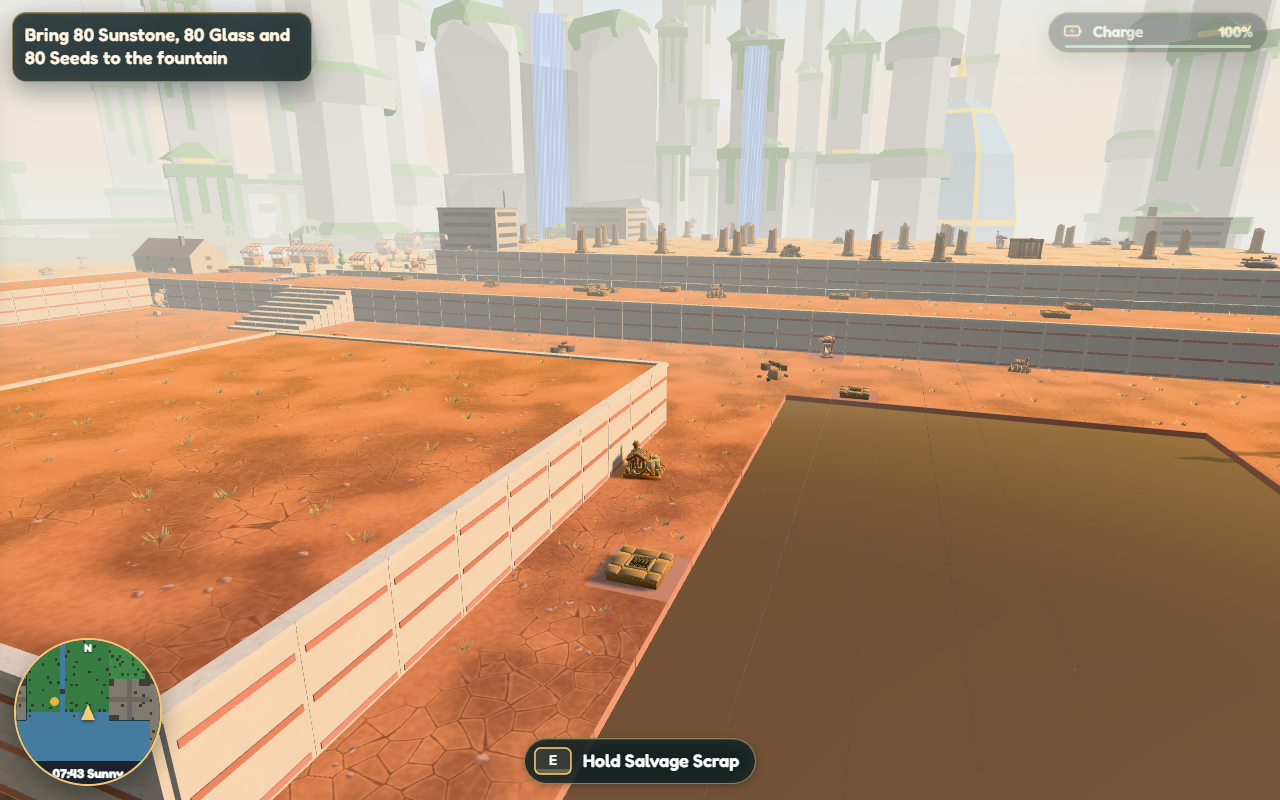 Bring 80 Sunstone, 80 Glass and
80 Seeds to the fountain
Charge 100%
N
07:43 Sunny
E Hold Salvage Scrap